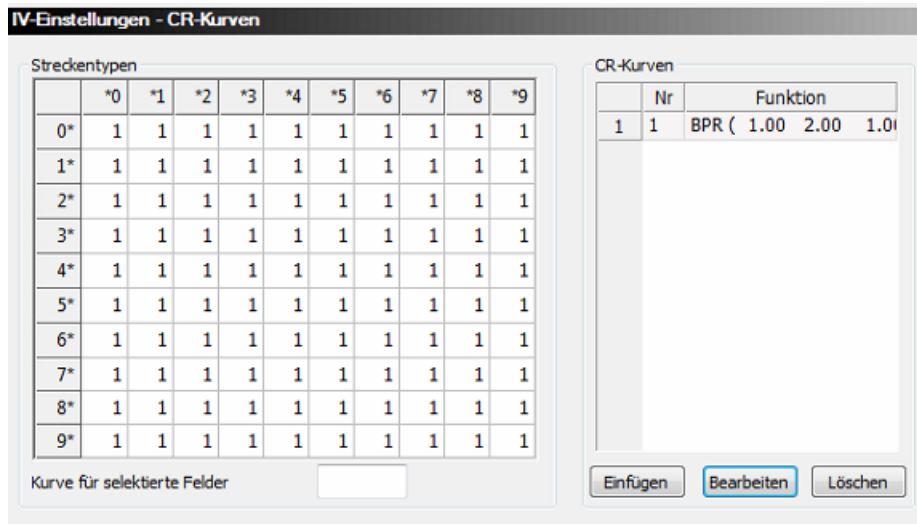 IV-Einstellungen - CR-Kurven
Streckentypen
*0 *1 *2 *3 *4 *5 *6 *7 *8 *9
0* 1 1 1 1 1 1 1 1 1 1
1* 1 1 1 1 1 1 1 1 1 1
2* 1 1 1 1 1 1 1 1 1 1
3* 1 1 1 1 1 1 1 1 1 1
4* 1 1 1 1 1 1 1 1 1 1
5* 1 1 1 1 1 1 1 1 1 1
6* 1 1 1 1 1 1 1 1 1 1
7* 1 1 1 1 1 1 1 1 1 1
8* 1 1 1 1 1 1 1 1 1 1
9* 1 1 1 1 1 1 1 1 1 1
Kurve für selektierte Felder
CR-Kurven
Nr Funktion
1 1 BPR ( 1.00 2.00
Einfügen Bearbeiten Löschen